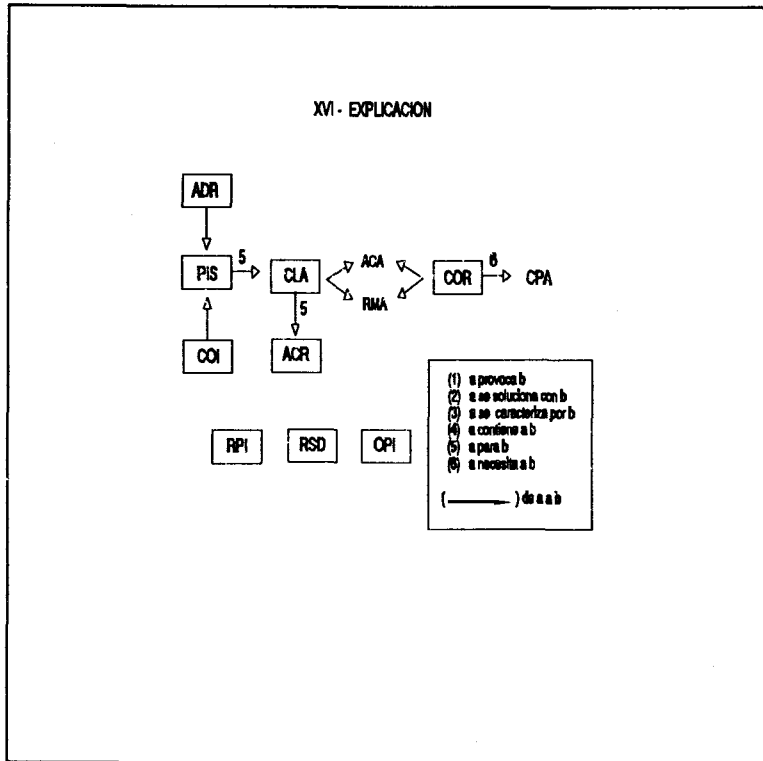 XVI - EXPLICACION
ADR
PIS
5
CLA
ACA
RMA
COR
6
CPA
5
COI
ACR
RPI
RSD
OPI
(1) a provoca b
(2) a se soluciona con b
(3) a se caracteriza por b
(4) a contiene a b
(5) a para b
(6) a necesita a b
( ) de a a b